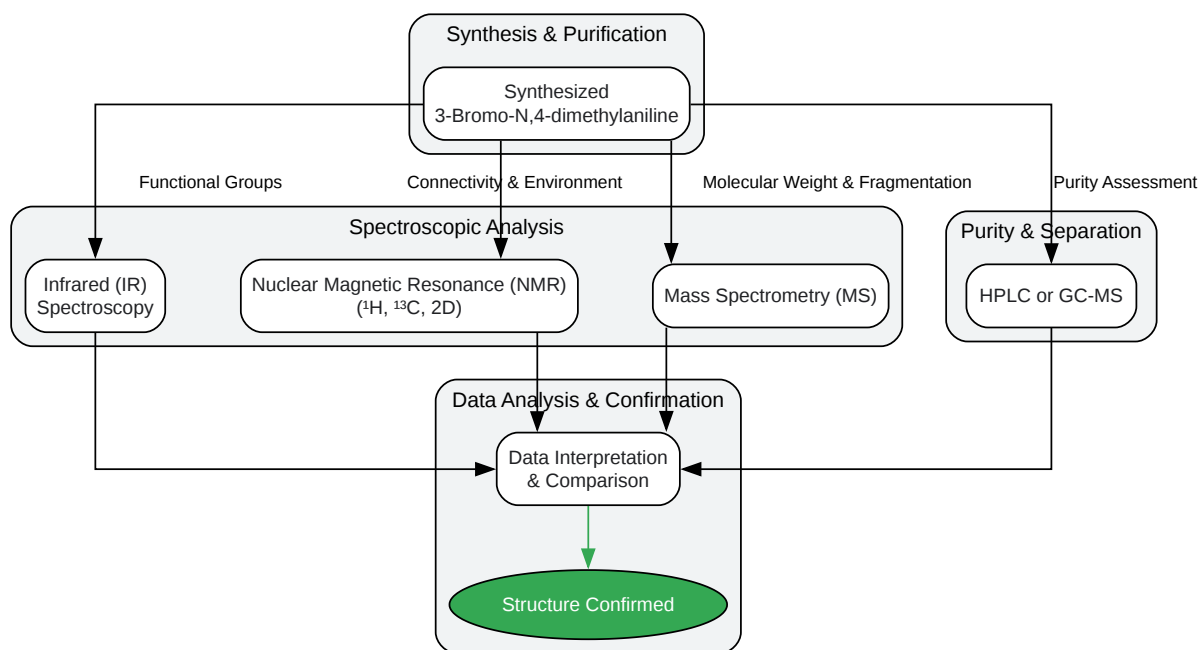 Synthesis & Purification
Synthesized
3-Bromo-N,4-dimethylaniline
Functional Groups
Connectivity & Environment
Molecular Weight & Fragmentation
Purity Assessment
Spectroscopic Analysis
Purity & Separation
Infrared (IR)
Spectroscopy
Nuclear Magnetic Resonance (NMR)
(¹H, ¹³C, 2D)
Mass Spectrometry (MS)
HPLC or GC-MS
Data Analysis & Confirmation
Data Interpretation
& Comparison
Structure Confirmed